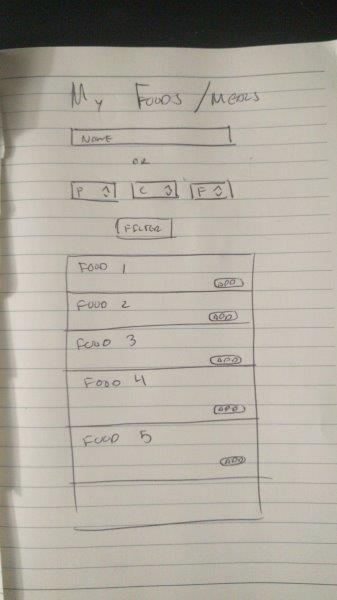 My Foods/Meals
Name
or
P C F
Filter
Food 1
Add
Food 2
Add
Food 3
Add
Food 4
Add
Food 5
Add